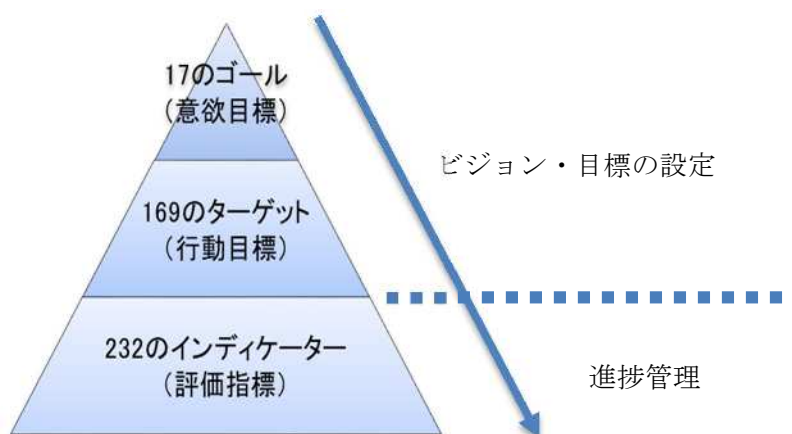 17のゴール
(意欲目標)
ビジョン・目標の設定
169のターゲット
(行動目標)
232のインディケーター
(評価指標)
進捗管理